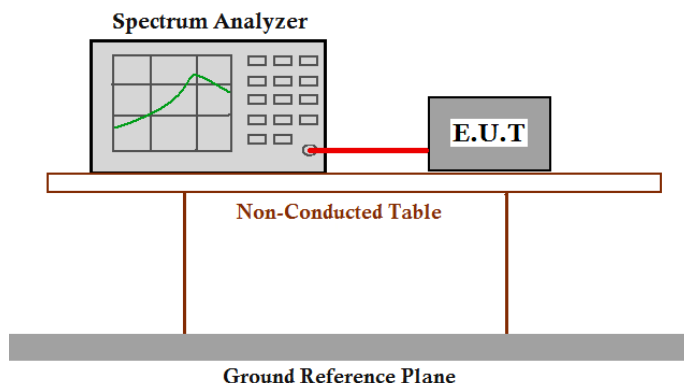 Spectrum Analyzer
E.U.T
Non-Conducted Table
Ground Reference Plane